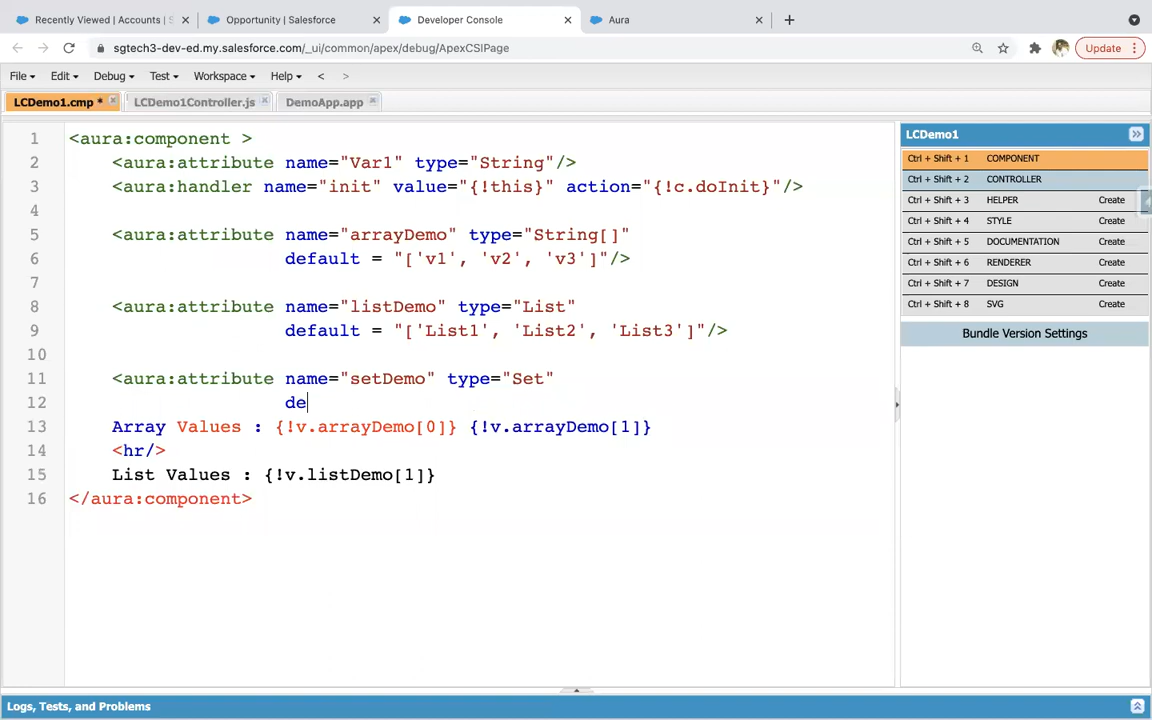 Recently Viewed | Accounts | S
Opportunity | Salesforce
Developer Console
Aura
sgtech3-dev-ed.my.salesforce.com/_ui/common/apex/debug/ApexCSIPage
Update
File Edit Debug Test Workspace Help < >
LCDemo1.cmp * LCDemo1Controller.js DemoApp.app
1 <aura:component >
2 <aura:attribute name="Var1" type="String"/>
3 <aura:handler name="init" value="{!this}" action="{!c.doInit}"/>
4
5 <aura:attribute name="arrayDemo" type="String[]"
6 default = "['v1', 'v2', 'v3']"/>
7
8 <aura:attribute name="listDemo" type="List"
9 default = "['List1', 'List2', 'List3']"/>
10
11 <aura:attribute name="setDemo" type="Set"
12 de
13 Array Values : {!v.arrayDemo[0]} {!v.arrayDemo[1]}
14 <hr/>
15 List Values : {!v.listDemo[1]}
16 </aura:component>
LCDemo1
Ctrl + Shift + 1 COMPONENT
Ctrl + Shift + 2 CONTROLLER
Ctrl + Shift + 3 HELPER Create
Ctrl + Shift + 4 STYLE Create
Ctrl + Shift + 5 DOCUMENTATION Create
Ctrl + Shift + 6 RENDERER Create
Ctrl + Shift + 7 DESIGN Create
Ctrl + Shift + 8 SVG Create
Bundle Version Settings
Logs, Tests, and Problems